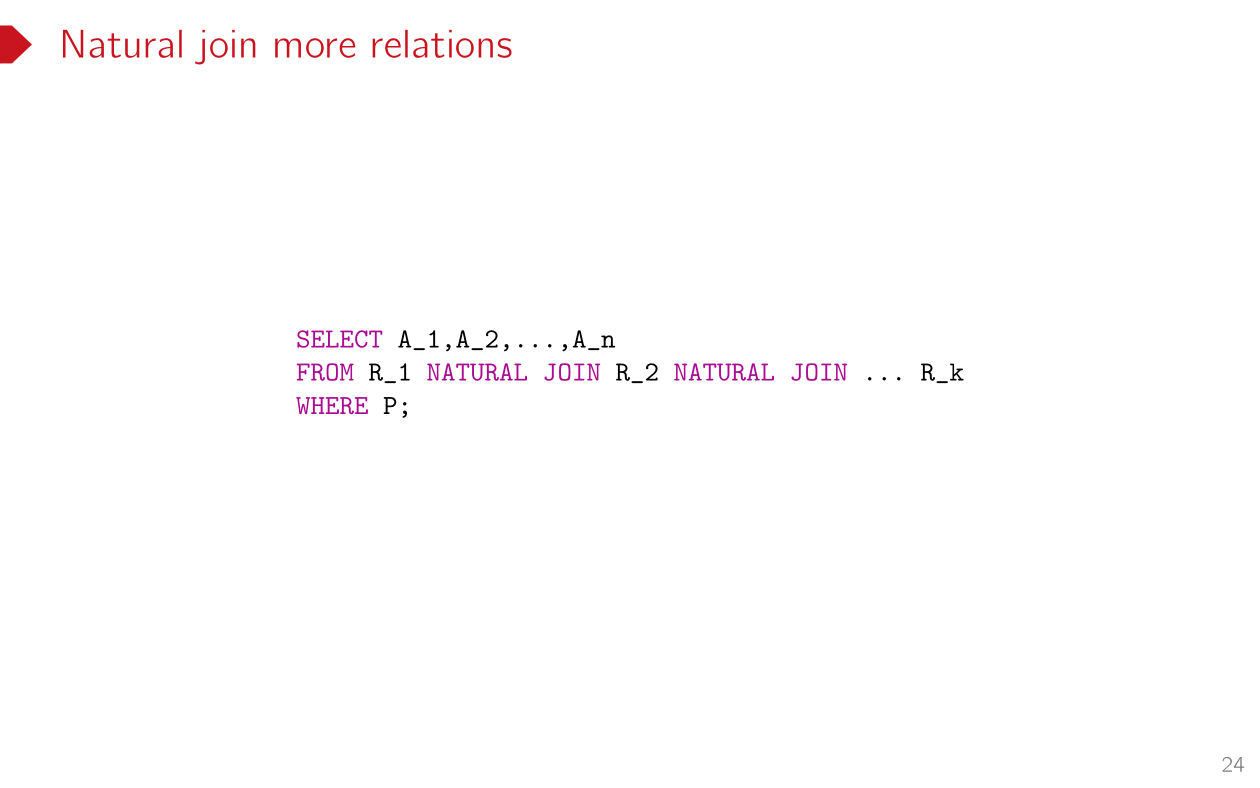 Natural join more relations
SELECT A_1,A_2,...,A_n
FROM R_1 NATURAL JOIN R_2 NATURAL JOIN ... R_k
WHERE P;
24